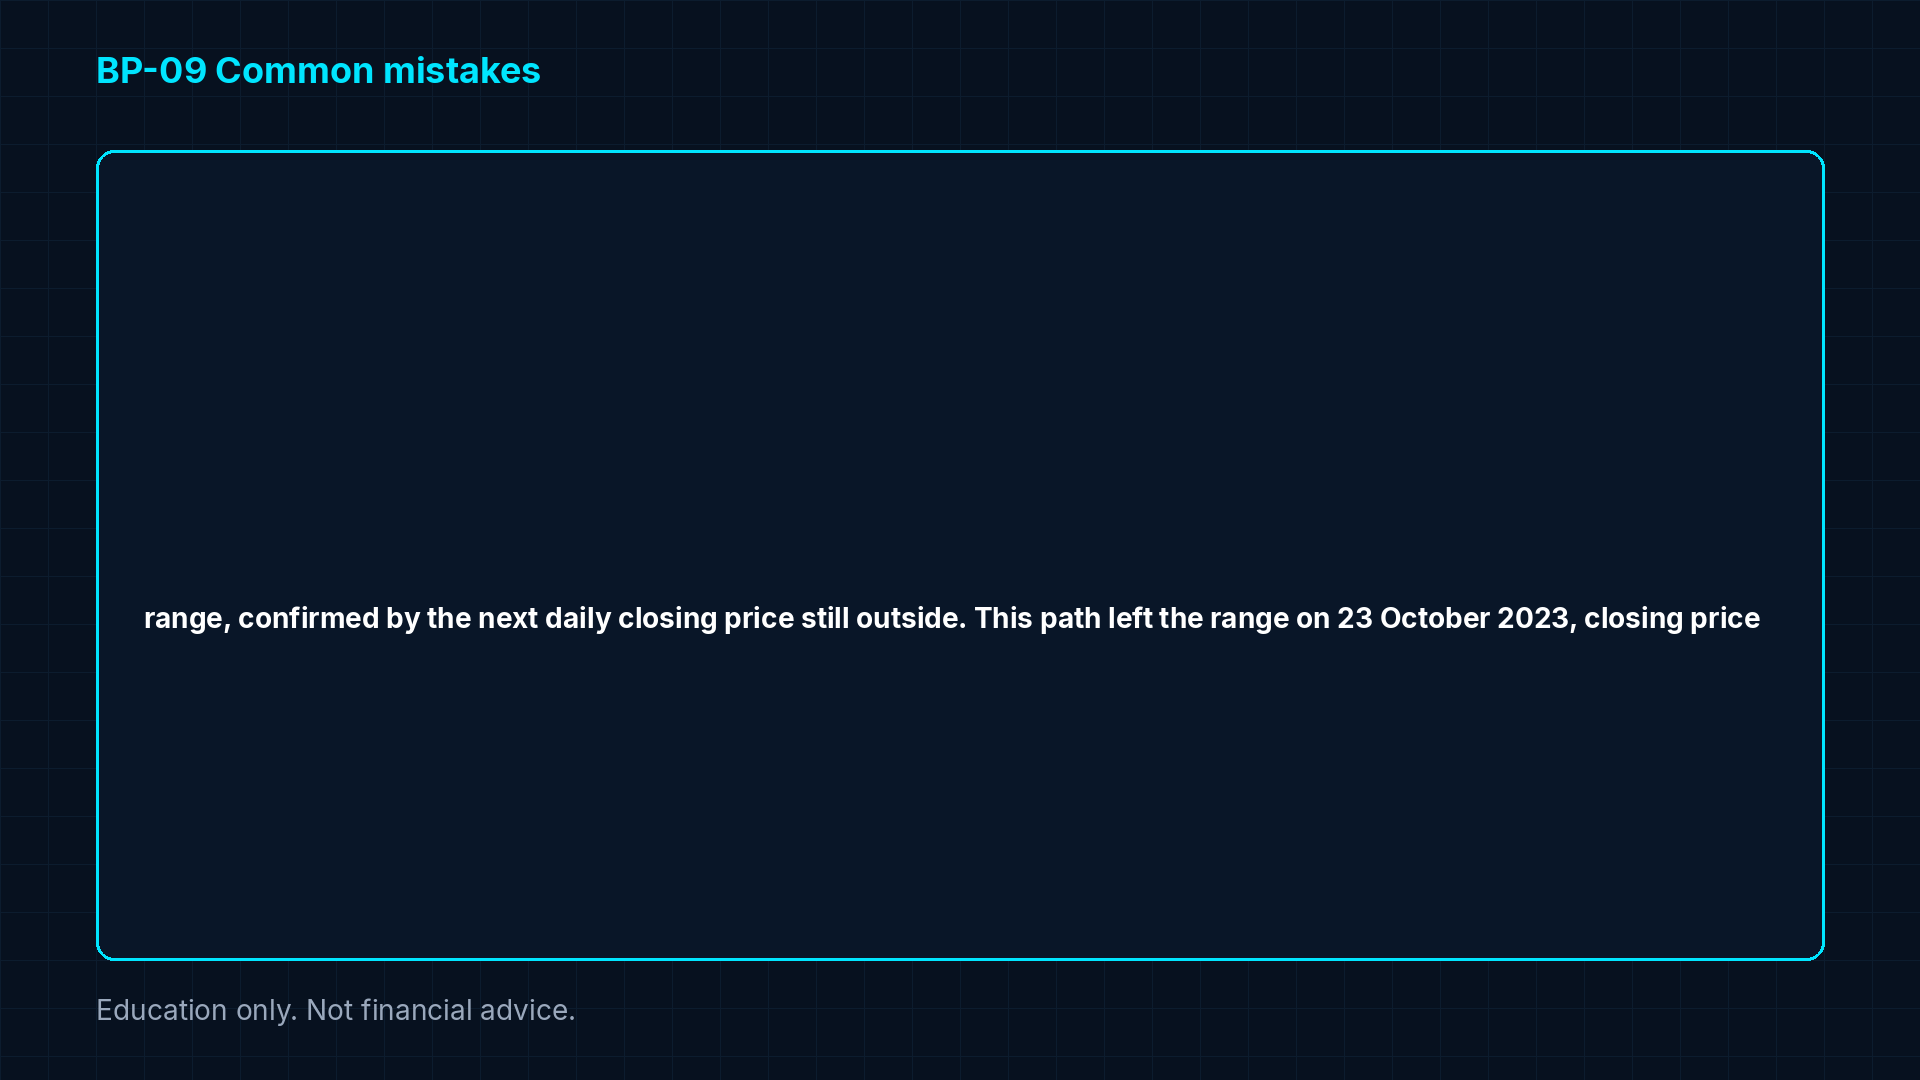 BP-09 Common mistakes
range, confirmed by the next daily closing price still outside. This path left the range on 23 October 2023, closing price
Education only. Not financial advice.